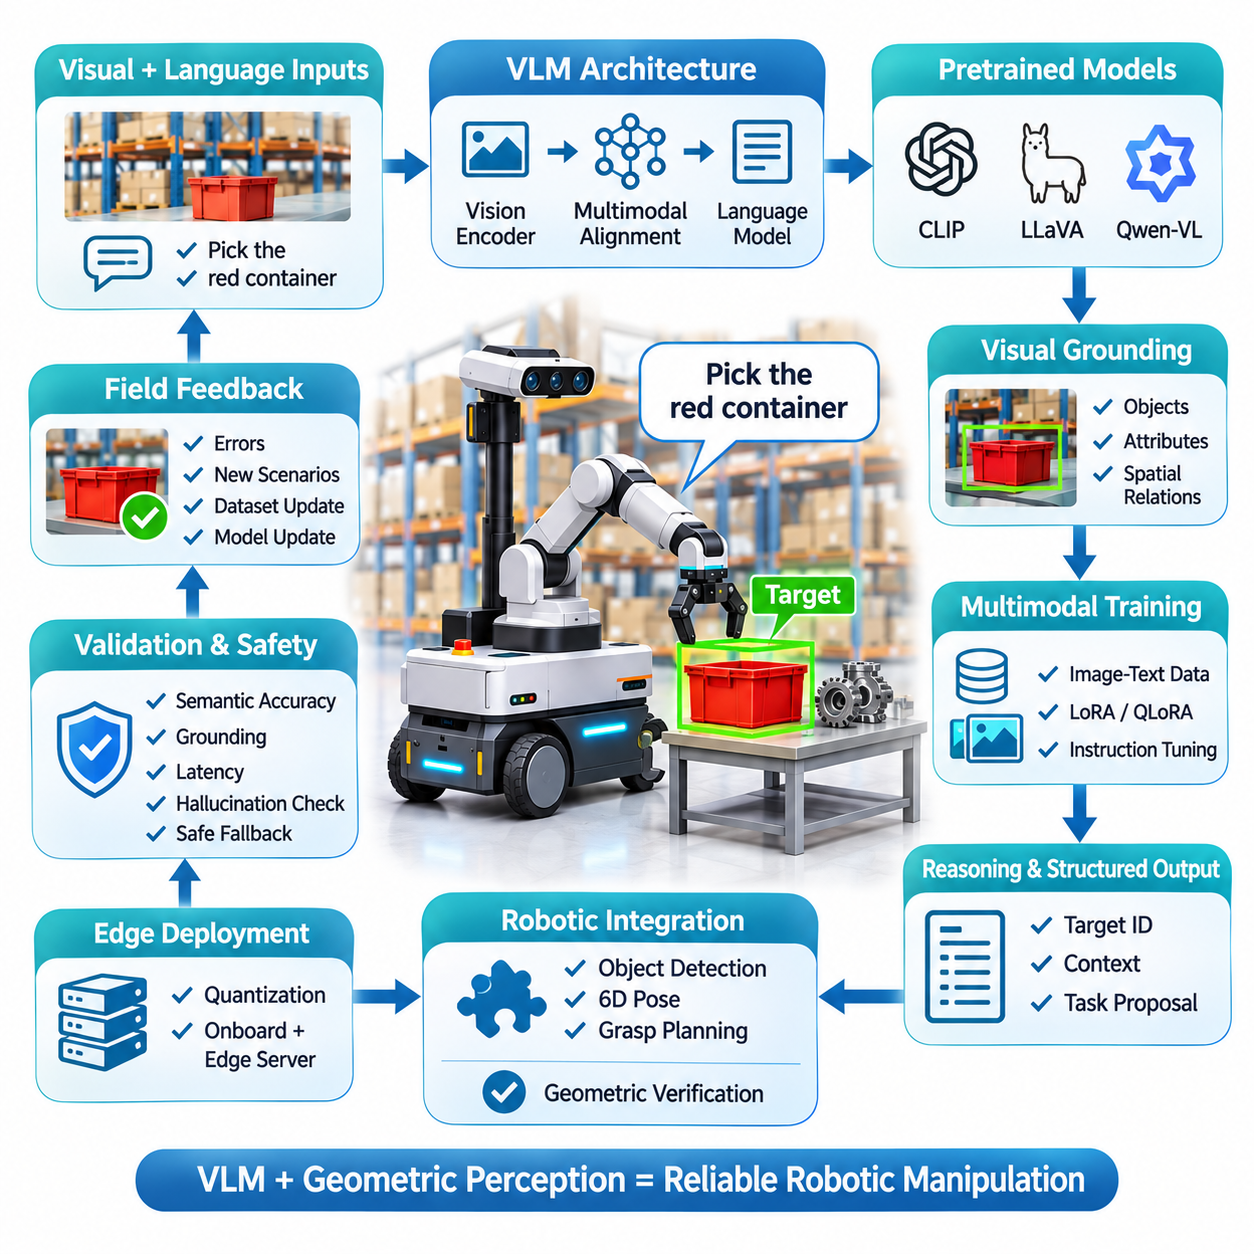 Visual + Language Inputs
Pick the
red container
VLM Architecture
Vision
Encoder
Multimodal
Alignment
Language
Model
Pretrained Models
CLIP
LLaVA
Qwen-VL
Visual Grounding
Objects
Attributes
Spatial
Relations
Multimodal Training
Image-Text Data
LoRA / QLoRA
Instruction Tuning
Reasoning & Structured Output
Target ID
Context
Task Proposal
Robotic Integration
Object Detection
6D Pose
Grasp Planning
Geometric Verification
Edge Deployment
Quantization
Onboard +
Edge Server
Validation & Safety
Semantic Accuracy
Grounding
Latency
Hallucination Check
Safe Fallback
Field Feedback
Errors
New Scenarios
Dataset Update
Model Update
Pick the
red container
Target
VLM + Geometric Perception = Reliable Robotic Manipulation